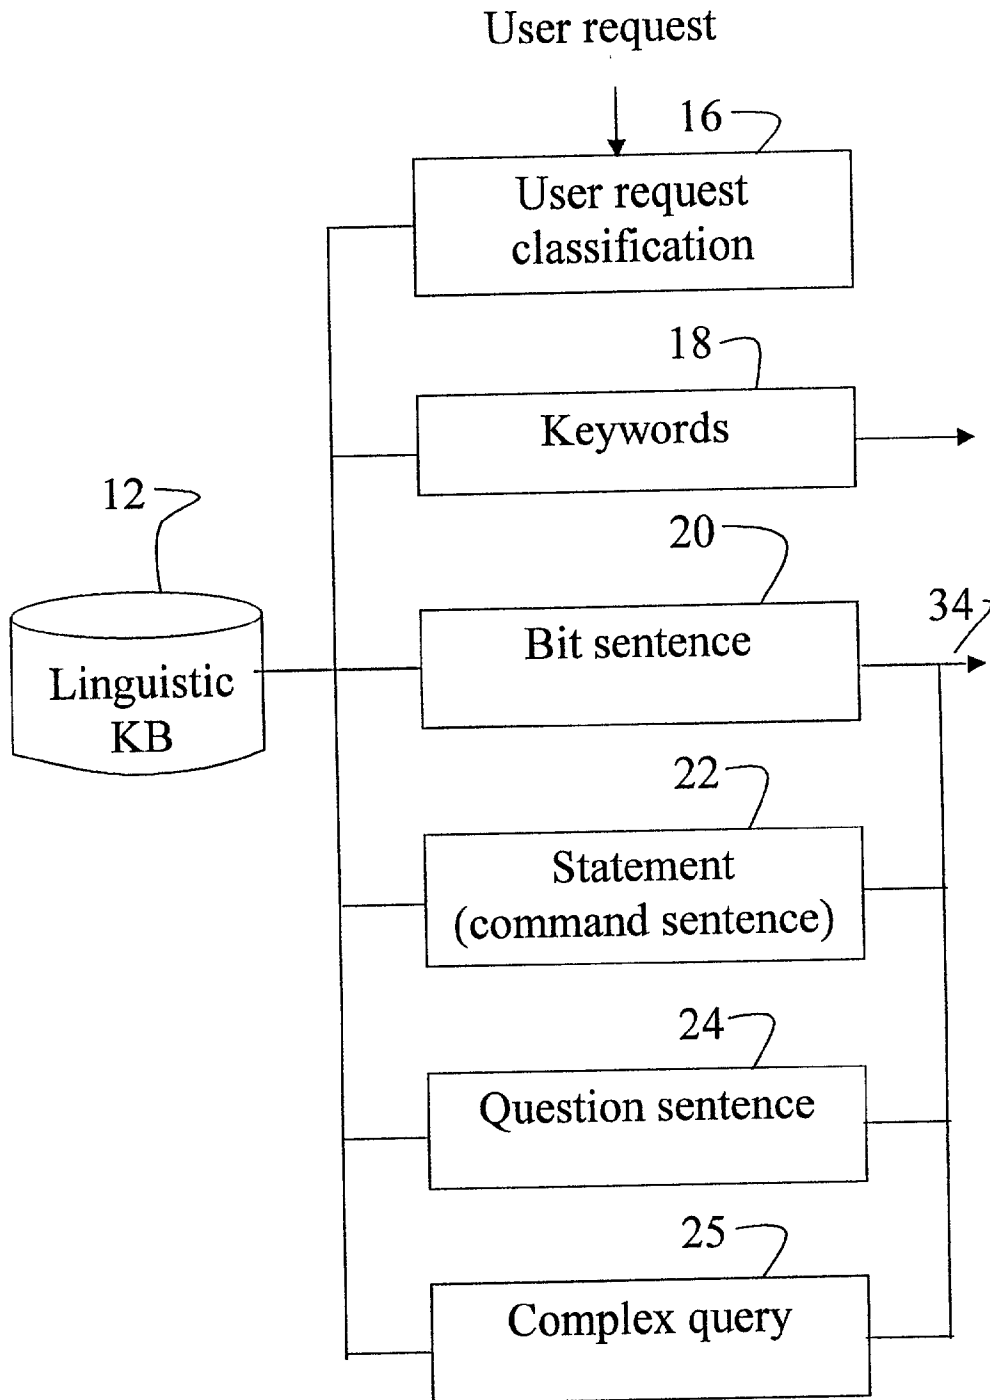 User request
16
User request
classification
18
Keywords
12
20
34
Bit sentence
Linguistic
KB
22
Statement
(command sentence)
24
Question sentence
25
Complex query